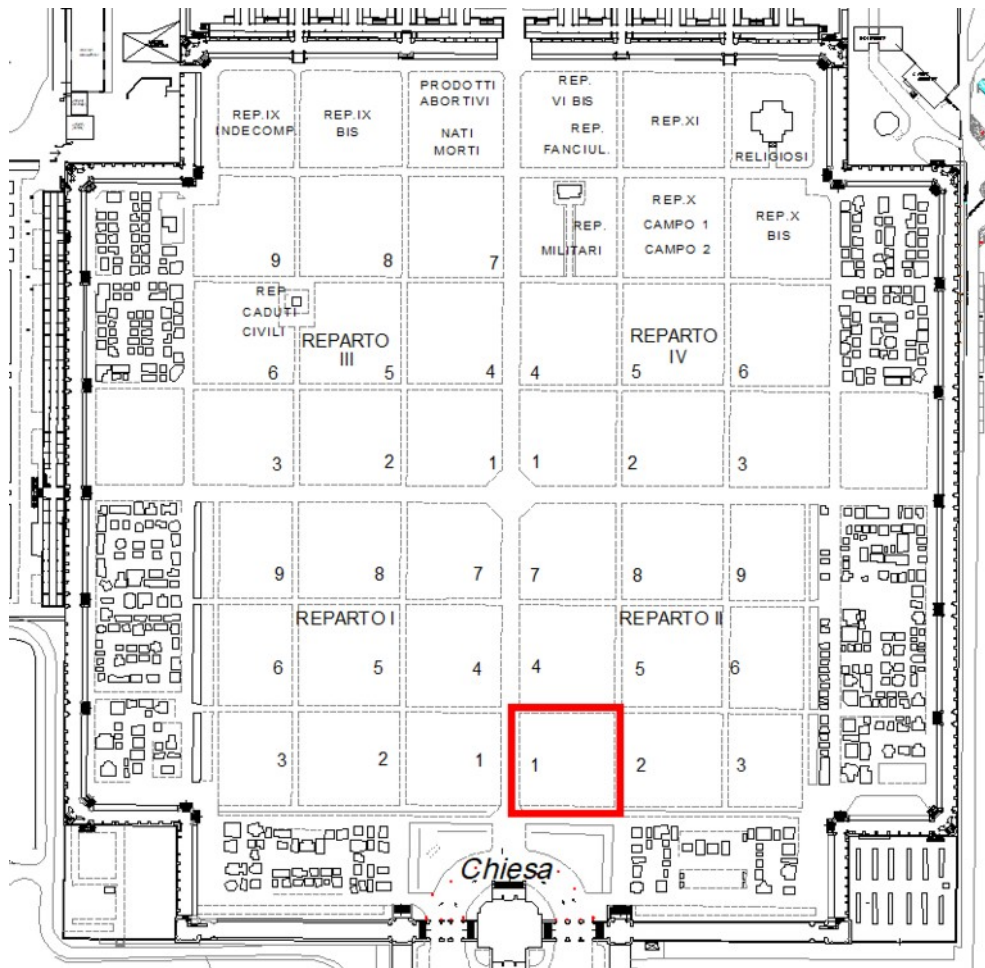 PRODOTTI
ABORTIVI
NATI
MORTI
REP.
VI BIS
REP.
FANCIUL.
REP.IX
INDECOMP.
REP.IX
BIS
REP.XI
RELIGIOSI
REP.X
CAMPO 1
CAMPO 2
REP.X
BIS
REP.
MILITARI
9 8 7
REP.
CADUTI
CIVILI
REPARTO
III
REPARTO
IV
6 5 4 4 5 6
3 2 1 1 2 3
9 8 7 7 8 9
REPARTO I
REPARTO II
6 5 4 4 5 6
3 2 1 1 2 3
Chiesa